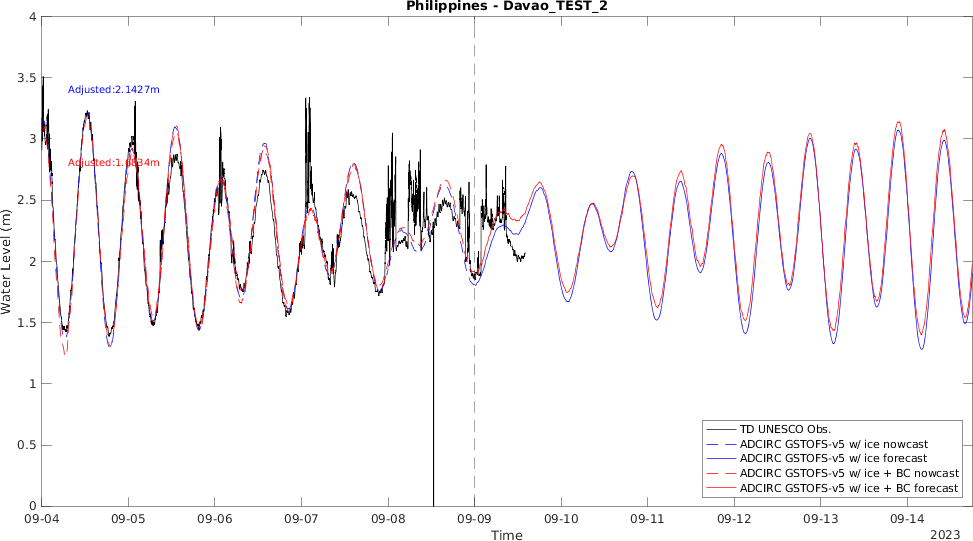 Philippines - Davao_TEST_2
Water Level (m)
4
3.5
3
2.5
2
1.5
1
0.5
0
Adjusted:2.1427m
Adjusted:1.6834m
TD UNESCO Obs.
ADCIRC GSTOFS-v5 w/ ice nowcast
ADCIRC GSTOFS-v5 w/ ice forecast
ADCIRC GSTOFS-v5 w/ ice + BC nowcast
ADCIRC GSTOFS-v5 w/ ice + BC forecast
09-04 09-05 09-06 09-07 09-08 09-09 09-10 09-11 09-12 09-13 09-14
Time
2023